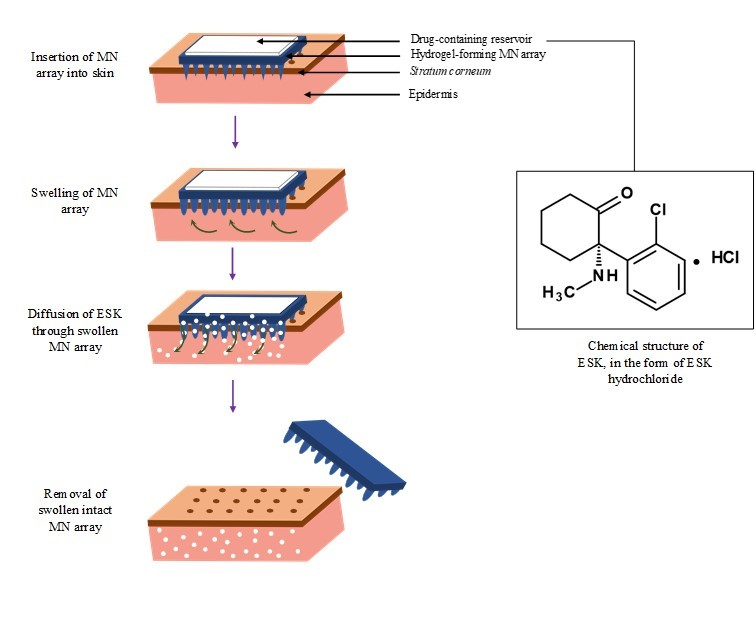 Insertion of MN
array into skin
Drug-containing reservoir
Hydrogel-forming MN array
Stratum corneum
Epidermis
Swelling of MN
array
O
Cl
NH
H₃C
• HCl
Chemical structure of
ESK, in the form of ESK
hydrochloride
Diffusion of ESK
through swollen
MN array
Removal of
swollen intact
MN array